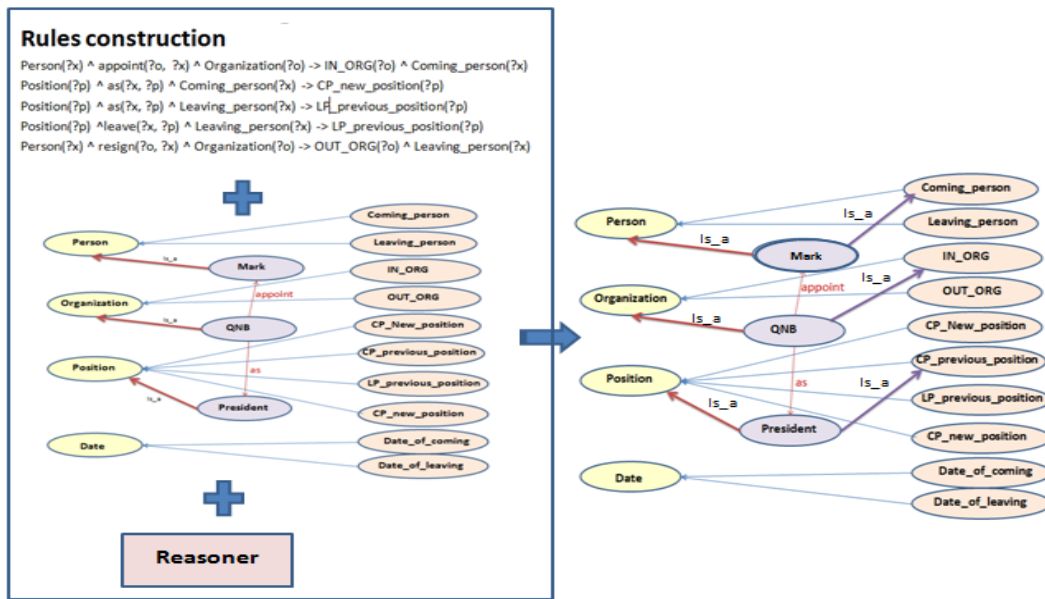 Rules construction
Person(?x) ^ appoint(?o, ?x) ^ Organization(?o) -> IN_ORG(?o) ^ Coming_person(?x)
Position(?p) ^ as(?x, ?p) ^ Coming_person(?x) -> CP_new_position(?p)
Position(?p) ^ as(?x, ?p) ^ Leaving_person(?x) -> LP_previous_position(?p)
Position(?p) ^leave(?x, ?p) ^ Leaving_person(?x) -> LP_previous_position(?p)
Person(?x) ^ resign(?o, ?x) ^ Organization(?o) -> OUT_ORG(?o) ^ Leaving_person(?x)
Coming_person
Person
Leaving_person
Is_a
Mark
IN_ORG
appoint
Organization
OUT_ORG
Is_a
QNB
CP_New_position
CP_previous_position
Position
as
LP_previous_position
Is_a
President
CP_new_position
Date
Date_of_coming
Date_of_leaving
Reasoner
Coming_person
Is_a
Person
Leaving_person
Is_a
Mark
IN_ORG
Is_a
appoint
Organization
OUT_ORG
Is_a
QNB
CP_New_position
CP_previous_position
Position
as
Is_a
LP_previous_position
Is_a
President
CP_new_position
Date
Date_of_coming
Date_of_leaving